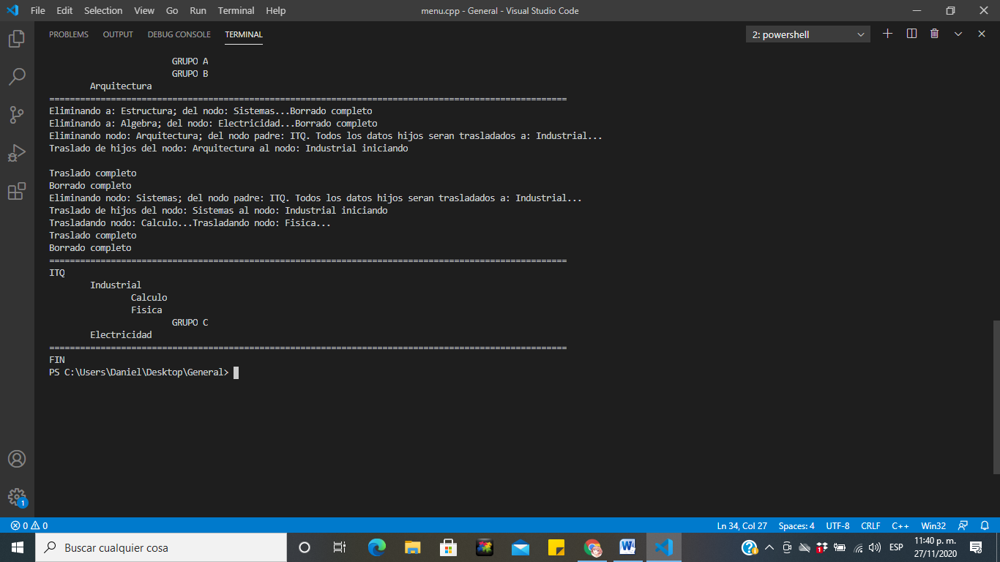 File Edit Selection View Go Run Terminal Help menu.cpp - General - Visual Studio Code
PROBLEMS OUTPUT DEBUG CONSOLE TERMINAL 2: powershell
GRUPO A
GRUPO B
Arquitectura
=====================================================================================================
Eliminando a: Estructura; del nodo: Sistemas...Borrado completo
Eliminando a: Algebra; del nodo: Electricidad...Borrado completo
Eliminando nodo: Arquitectura; del nodo padre: ITQ. Todos los datos hijos seran trasladados a: Industrial...
Traslado de hijos del nodo: Arquitectura al nodo: Industrial iniciando
Traslado completo
Borrado completo
Eliminando nodo: Sistemas; del nodo padre: ITQ. Todos los datos hijos seran trasladados a: Industrial...
Traslado de hijos del nodo: Sistemas al nodo: Industrial iniciando
Trasladando nodo: Calculo...Trasladando nodo: Fisica...
Traslado completo
Borrado completo
=====================================================================================================
ITQ
Industrial
Calculo
Fisica
GRUPO C
Electricidad
=====================================================================================================
FIN
PS C:\Users\Daniel\Desktop\General>
1
0 0 Ln 34, Col 27 Spaces: 4 UTF-8 CRLF C++ Win32
Buscar cualquier cosa ESP 11:40 p. m.
27/11/2020